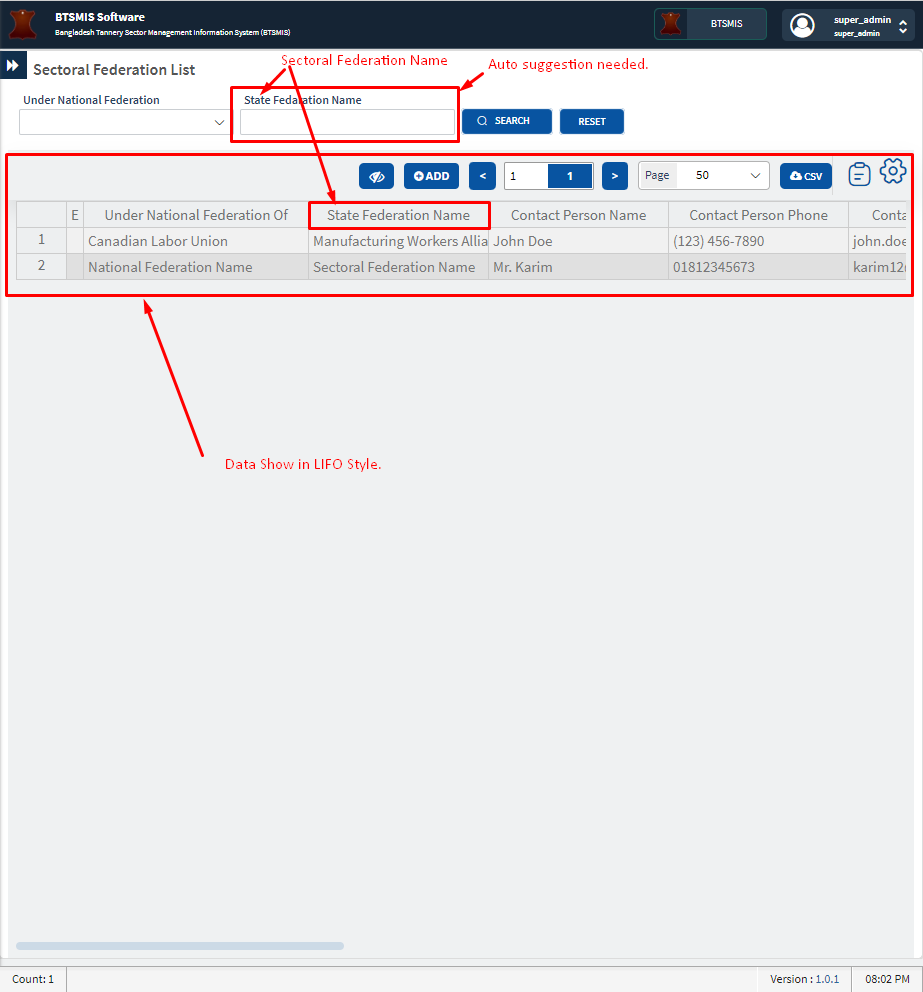 BTSMIS Software
Bangladesh Tannery Sector Management Information System (BTSMIS)
BTSMIS
super_admin
super_admin
Sectoral Federation List
Sectoral Federation Name
Auto suggestion needed.
Under National Federation
State Fedaration Name
SEARCH
RESET
ADD
<
1
1
>
Page
50
CSV
E
Under National Federation Of
State Federation Name
Contact Person Name
Contact Person Phone
Conta
1
Canadian Labor Union
Manufacturing Workers Allia
John Doe
(123) 456-7890
john.doe
2
National Federation Name
Sectoral Federation Name
Mr. Karim
01812345673
karim12
Data Show in LIFO Style.
Count: 1
Version : 1.0.1
08:02 PM